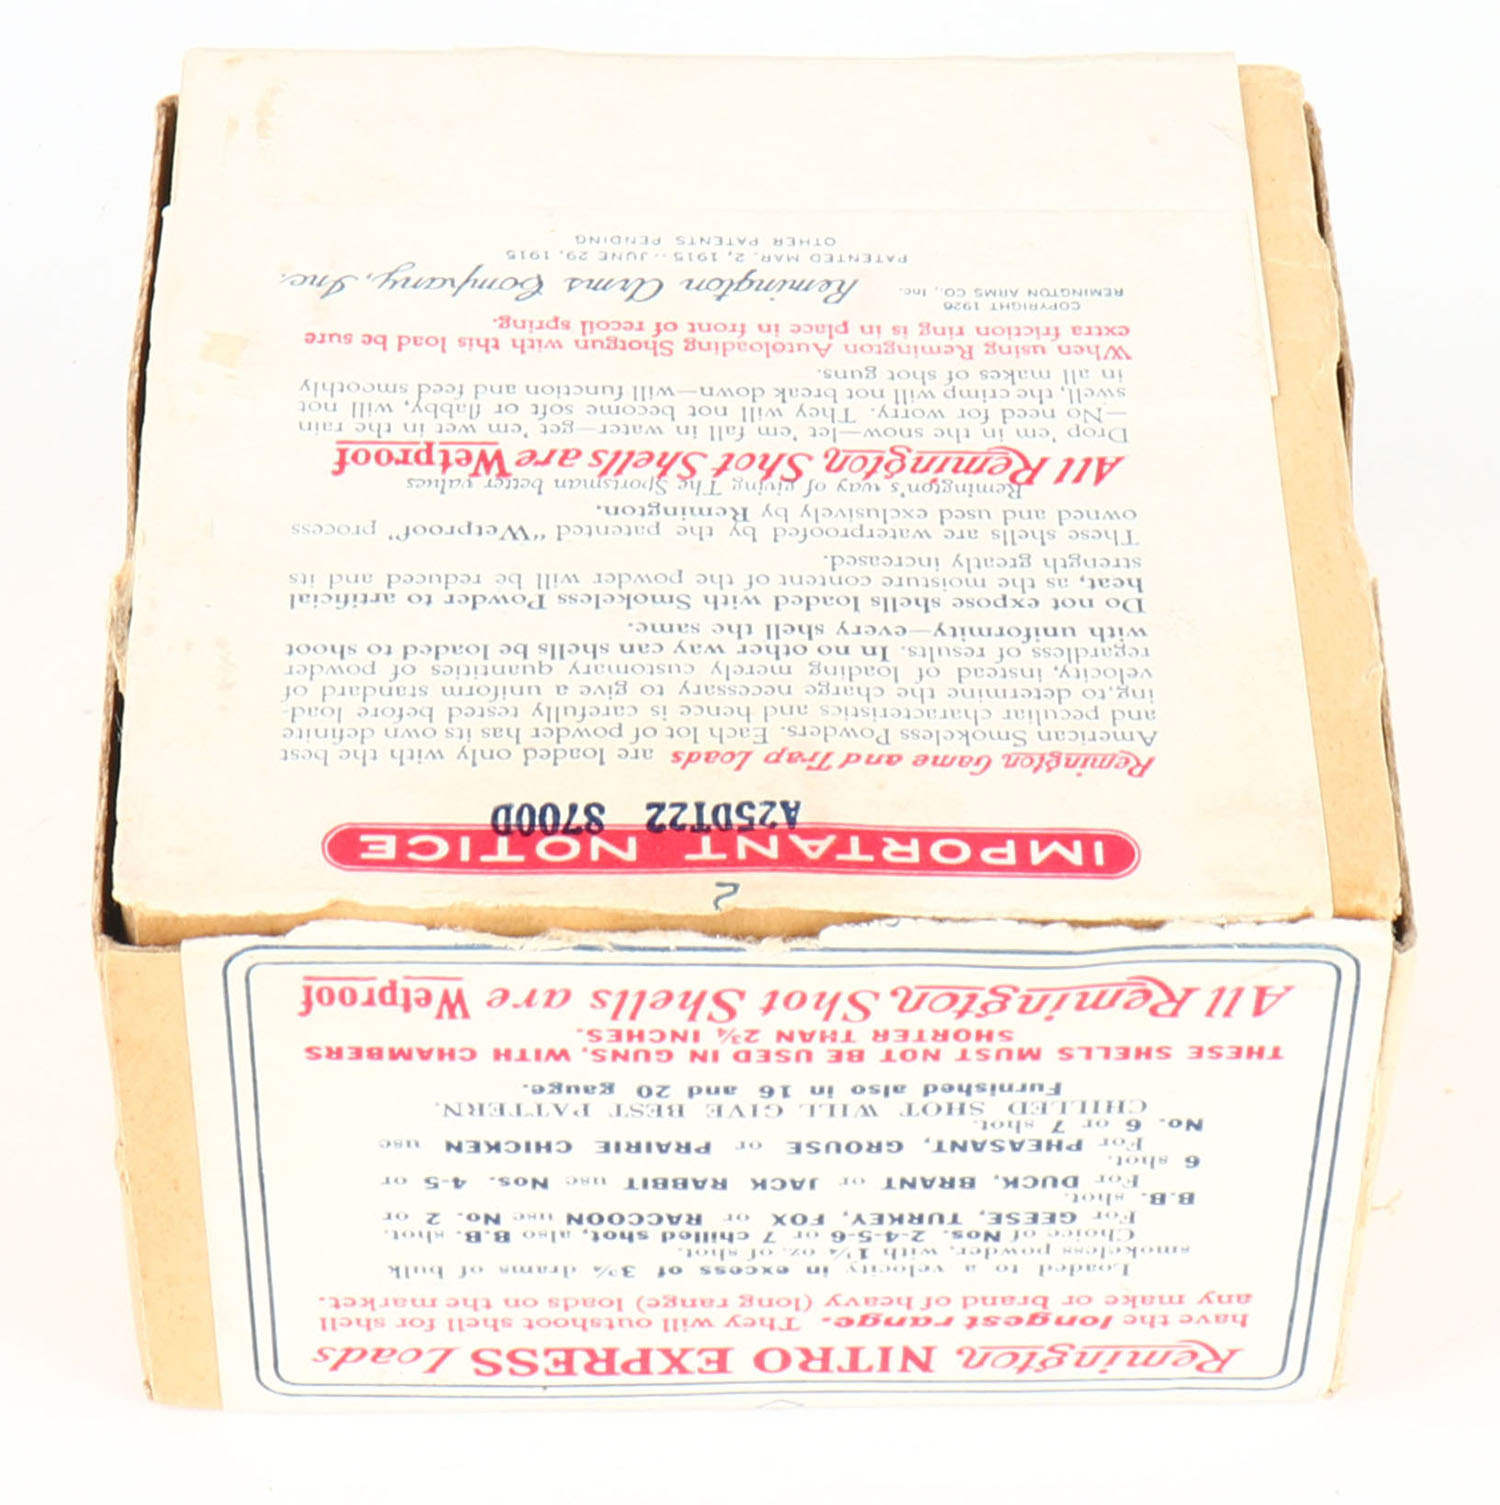 Remington NITRO EXPRESS Loads
have the longest range. They will outshoot shell for shell
any make or brand of heavy (long range) loads on the market.
Loaded to a velocity in excess of 3¾ drams of bulk
smokeless powder, with 1¼ oz. of shot.
Choice of Nos. 2-4-5-6 or 7 chilled shot, also B.B. shot.
For GEESE, TURKEY, FOX or RACCOON use No. 2 or
B.B. shot.
For DUCK, BRANT or JACK RABBIT use Nos. 4-5 or
6 shot.
For PHEASANT, GROUSE or PRAIRIE CHICKEN use
No. 6 or 7 shot.
CHILLED SHOT WILL GIVE BEST PATTERN.
Furnished also in 16 and 20 gauge.
THESE SHELLS MUST NOT BE USED IN GUNS, WITH CHAMBERS
SHORTER THAN 2¾ INCHES.
All Remington Shot Shells are Wetproof
2
IMPORTANT NOTICE
A25DT22 S700D
Remington Game and Trap Loads are loaded only with the best
American Smokeless Powders. Each lot of powder has its own definite
and peculiar characteristics and hence is carefully tested before load-
ing, to determine the charge necessary to give a uniform standard of
velocity, instead of loading merely customary quantities of powder
regardless of results. In no other way can shells be loaded to shoot
with uniformity—every shell the same.
Do not expose shells loaded with Smokeless Powder to artificial
heat, as the moisture content of the powder will be reduced and its
strength greatly increased.
These shells are waterproofed by the patented "Wetproof" process
owned and used exclusively by Remington.
Remington's way of giving The Sportsman better values
All Remington Shot Shells are Wetproof
Drop 'em in the snow—let 'em fall in water—get 'em wet in the rain
—No need for worry. They will not become soft or flabby, will not
swell, the crimp will not break down—will function and feed smoothly
in all makes of shot guns.
When using Remington Autoloading Shotgun with this load be sure
extra friction ring is in place in front of recoil spring.
COPYRIGHT 1926
REMINGTON ARMS CO., Inc.
Remington Arms Company, Inc.
PATENTED MAR. 2, 1915 -- JUNE 29, 1915
OTHER PATENTS PENDING